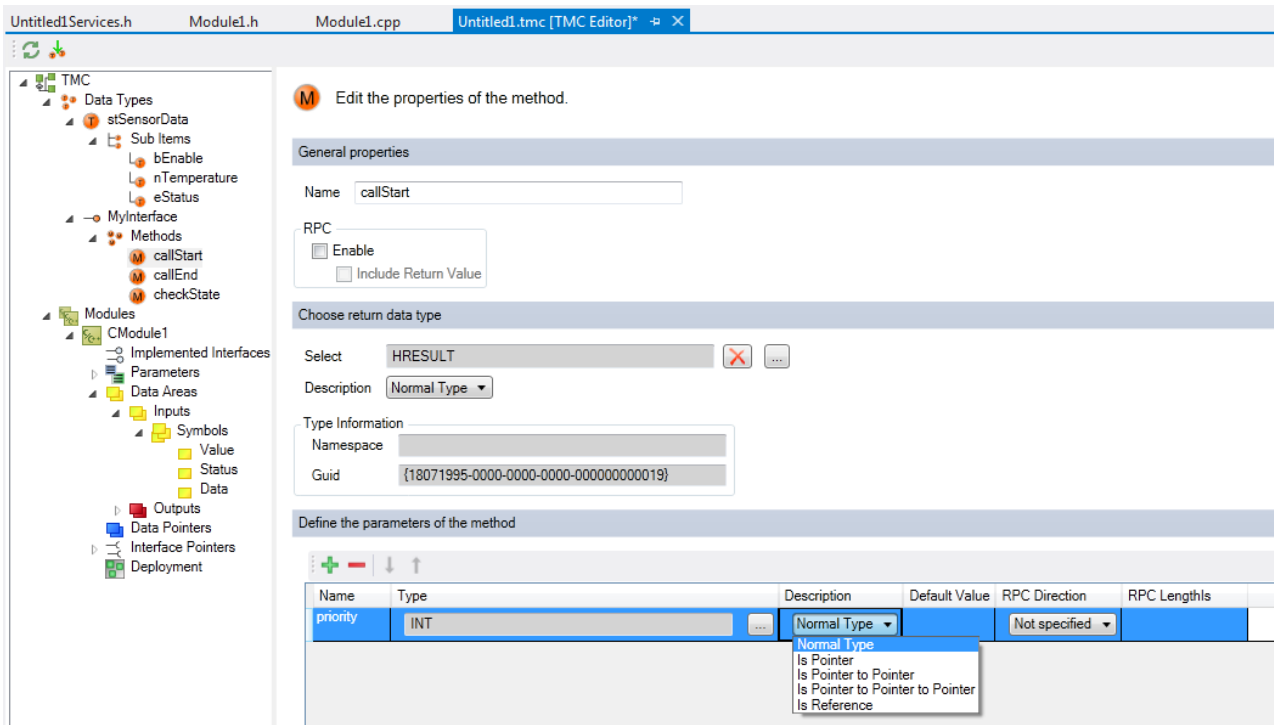 Untitled1Services.h Module1.h Module1.cpp Untitled1.tmc [TMC Editor]*
TMC
Data Types
stSensorData
Sub Items
bEnable
nTemperature
eStatus
MyInterface
Methods
callStart
callEnd
checkState
Modules
CModule1
Implemented Interfaces
Parameters
Data Areas
Inputs
Symbols
Value
Status
Data
Outputs
Data Pointers
Interface Pointers
Deployment
M Edit the properties of the method.
General properties
Name callStart
RPC
Enable
Include Return Value
Choose return data type
Select HRESULT ...
Description Normal Type
Type Information
Namespace
Guid {18071995-0000-0000-0000-000000000019}
Define the parameters of the method
Name Type Description Default Value RPC Direction RPC LengthIs
priority INT ... Normal Type Not specified
Normal Type
Is Pointer
Is Pointer to Pointer
Is Pointer to Pointer to Pointer
Is Reference